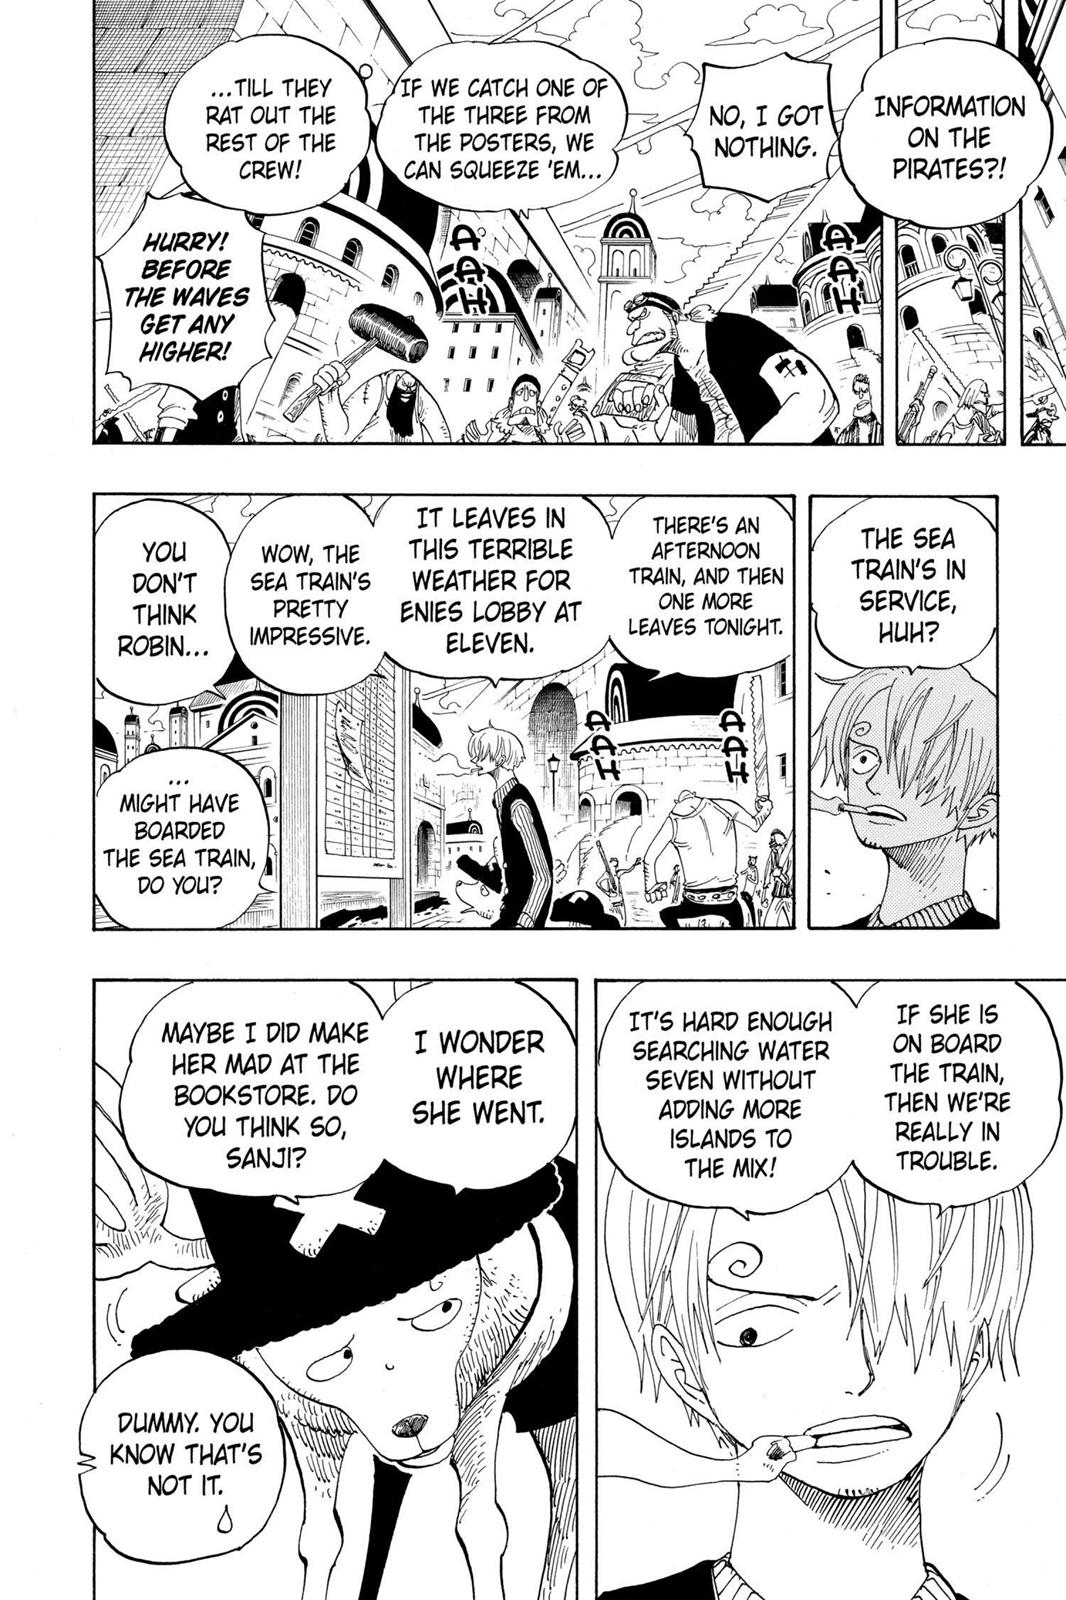 INFORMATION
ON THE
PIRATES?!
NO, I GOT
NOTHING.
IF WE CATCH ONE OF
THE THREE FROM
THE POSTERS, WE
CAN SQUEEZE 'EM...
...TILL THEY
RAT OUT THE
REST OF THE
CREW!
HURRY!
BEFORE
THE WAVES
GET ANY
HIGHER!
AAH
AAH
THE SEA
TRAIN'S IN
SERVICE,
HUH?
THERE'S AN
AFTERNOON
TRAIN, AND THEN
ONE MORE
LEAVES TONIGHT.
IT LEAVES IN
THIS TERRIBLE
WEATHER FOR
ENIES LOBBY AT
ELEVEN.
WOW, THE
SEA TRAIN'S
PRETTY
IMPRESSIVE.
YOU
DON'T
THINK
ROBIN...
...
MIGHT HAVE
BOARDED
THE SEA TRAIN,
DO YOU?
AAH
AAH
IF SHE IS
ON BOARD
THE TRAIN,
THEN WE'RE
REALLY IN
TROUBLE.
IT'S HARD ENOUGH
SEARCHING WATER
SEVEN WITHOUT
ADDING MORE
ISLANDS TO
THE MIX!
I WONDER
WHERE
SHE WENT.
MAYBE I DID MAKE
HER MAD AT THE
BOOKSTORE. DO
YOU THINK SO,
SANJI?
DUMMY. YOU
KNOW THAT'S
NOT IT.